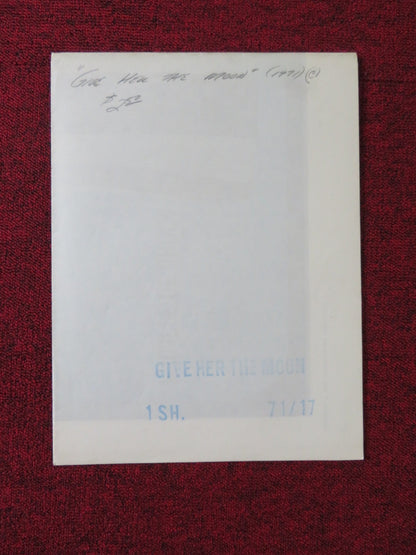 "GIVE HER THE MOON" (1971) (C)
GIVE HER THE MOON
1 SH. 71/17